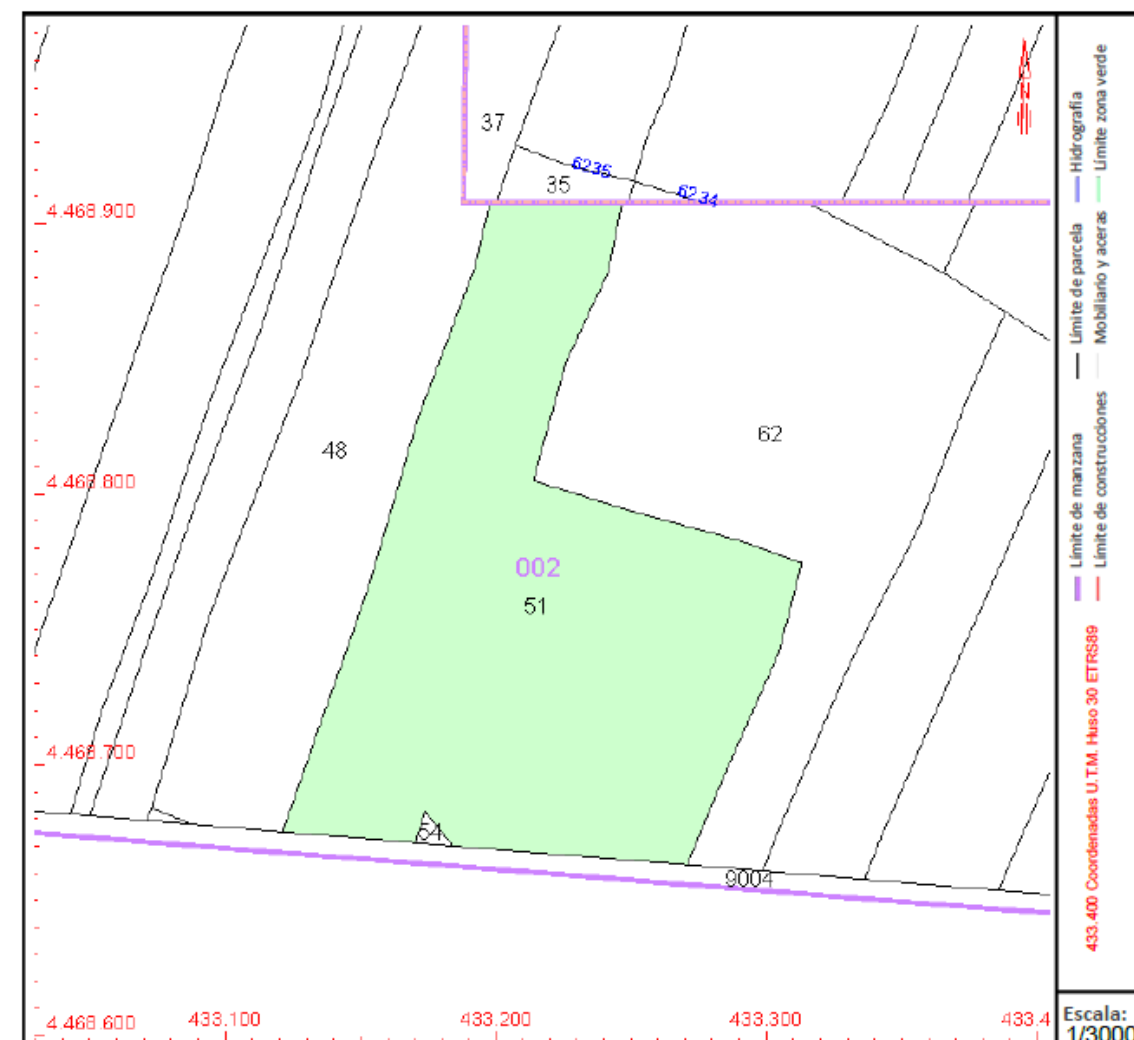 37
6235
35
6234
4.468.900
62
48
4.468.800
002
51
4.468.700
54
9004
4.468.600
433.100
433.200
433.300
433.4
Hidrografía
Límite zona verde
Límite de parcela
Mobiliario y aceras
Límite de manzana
Límite de construcciones
433.400 Coordenadas U.T.M. Huso 30 ETRS89
Escala:
1/3000